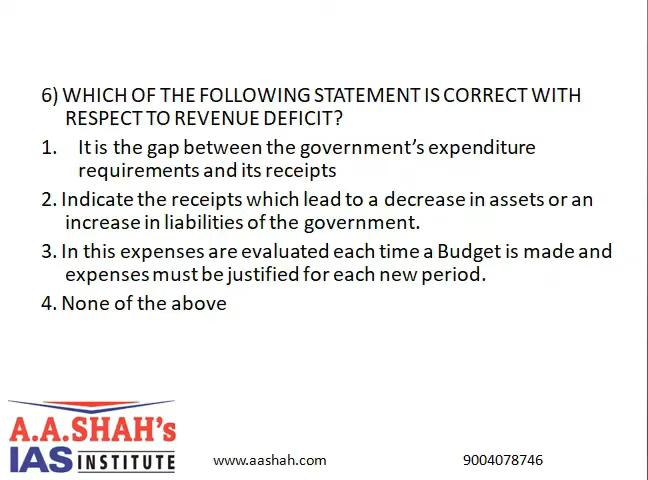 6) WHICH OF THE FOLLOWING STATEMENT IS CORRECT WITH
RESPECT TO REVENUE DEFICIT?
1. It is the gap between the government's expenditure
requirements and its receipts
2. Indicate the receipts which lead to a decrease in assets or an
increase in liabilities of the government.
3. In this expenses are evaluated each time a Budget is made and
expenses must be justified for each new period.
4. None of the above
A.A.SHAH's
IAS INSTITUTE
www.aashah.com
9004078746